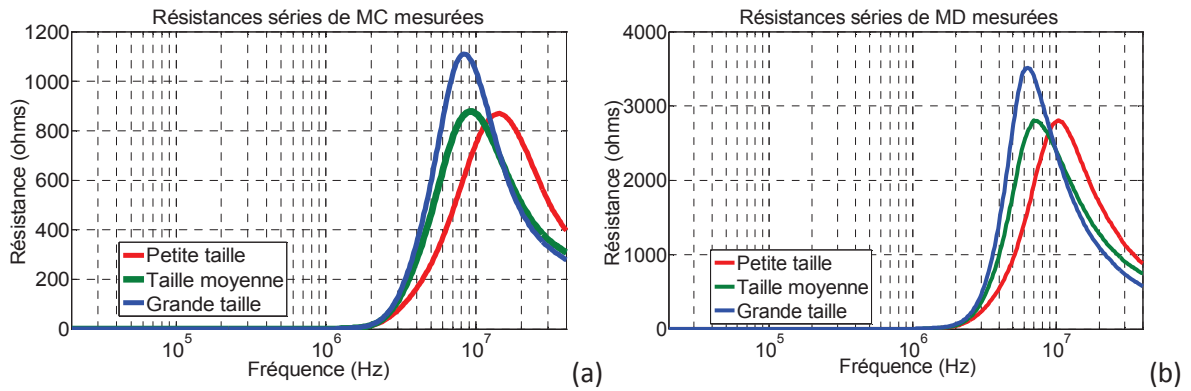 Résistances séries de MC mesurées
1200
1000
800
600
400
200
0
Résistance (ohms)
Petite taille
Taille moyenne
Grande taille
10^5
10^6
10^7
Fréquence (Hz)
(a)
Résistances séries de MD mesurées
4000
3000
2000
1000
0
Résistance (ohms)
Petite taille
Taille moyenne
Grande taille
10^5
10^6
10^7
Fréquence (Hz)
(b)